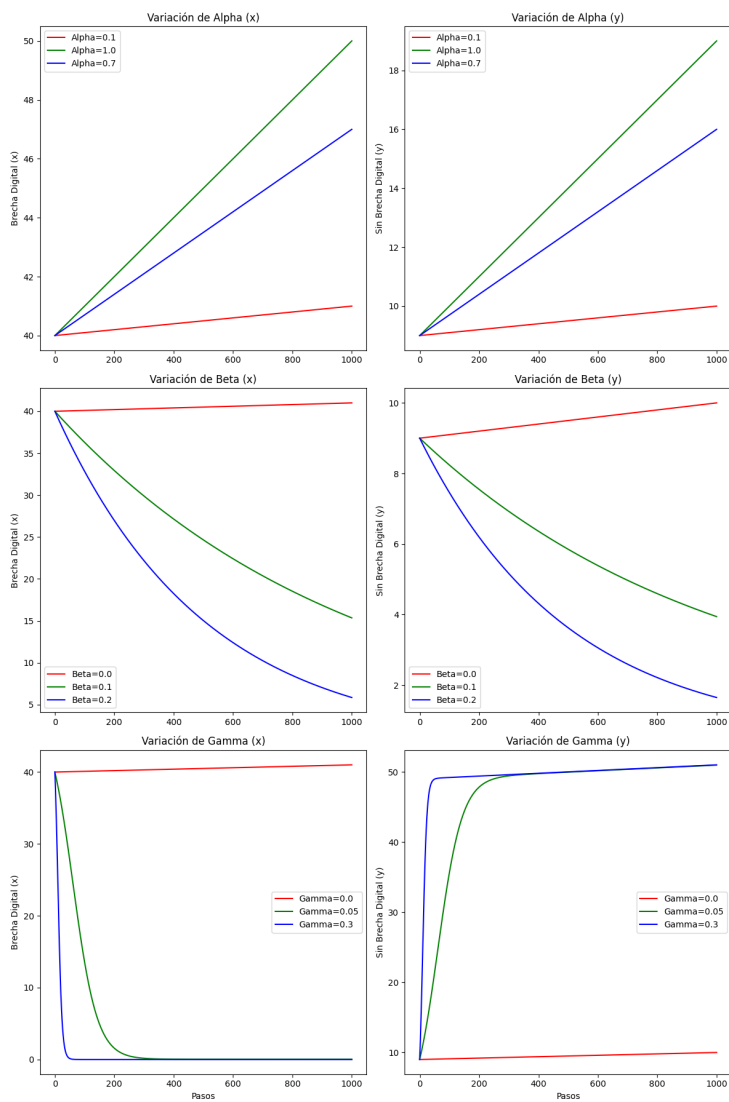 Variación de Alpha (x)
Brecha Digital (x)
50
48
46
44
42
40
0 200 400 600 800 1000
Alpha=0.1
Alpha=1.0
Alpha=0.7
Variación de Alpha (y)
Sin Brecha Digital (y)
18
16
14
12
10
0 200 400 600 800 1000
Alpha=0.1
Alpha=1.0
Alpha=0.7
Variación de Beta (x)
Brecha Digital (x)
40
35
30
25
20
15
10
5
0 200 400 600 800 1000
Beta=0.0
Beta=0.1
Beta=0.2
Variación de Beta (y)
Sin Brecha Digital (y)
10
8
6
4
2
0 200 400 600 800 1000
Beta=0.0
Beta=0.1
Beta=0.2
Variación de Gamma (x)
Brecha Digital (x)
40
30
20
10
0
0 200 400 600 800 1000
Pasos
Gamma=0.0
Gamma=0.05
Gamma=0.3
Variación de Gamma (y)
Sin Brecha Digital (y)
50
40
30
20
10
0 200 400 600 800 1000
Pasos
Gamma=0.0
Gamma=0.05
Gamma=0.3